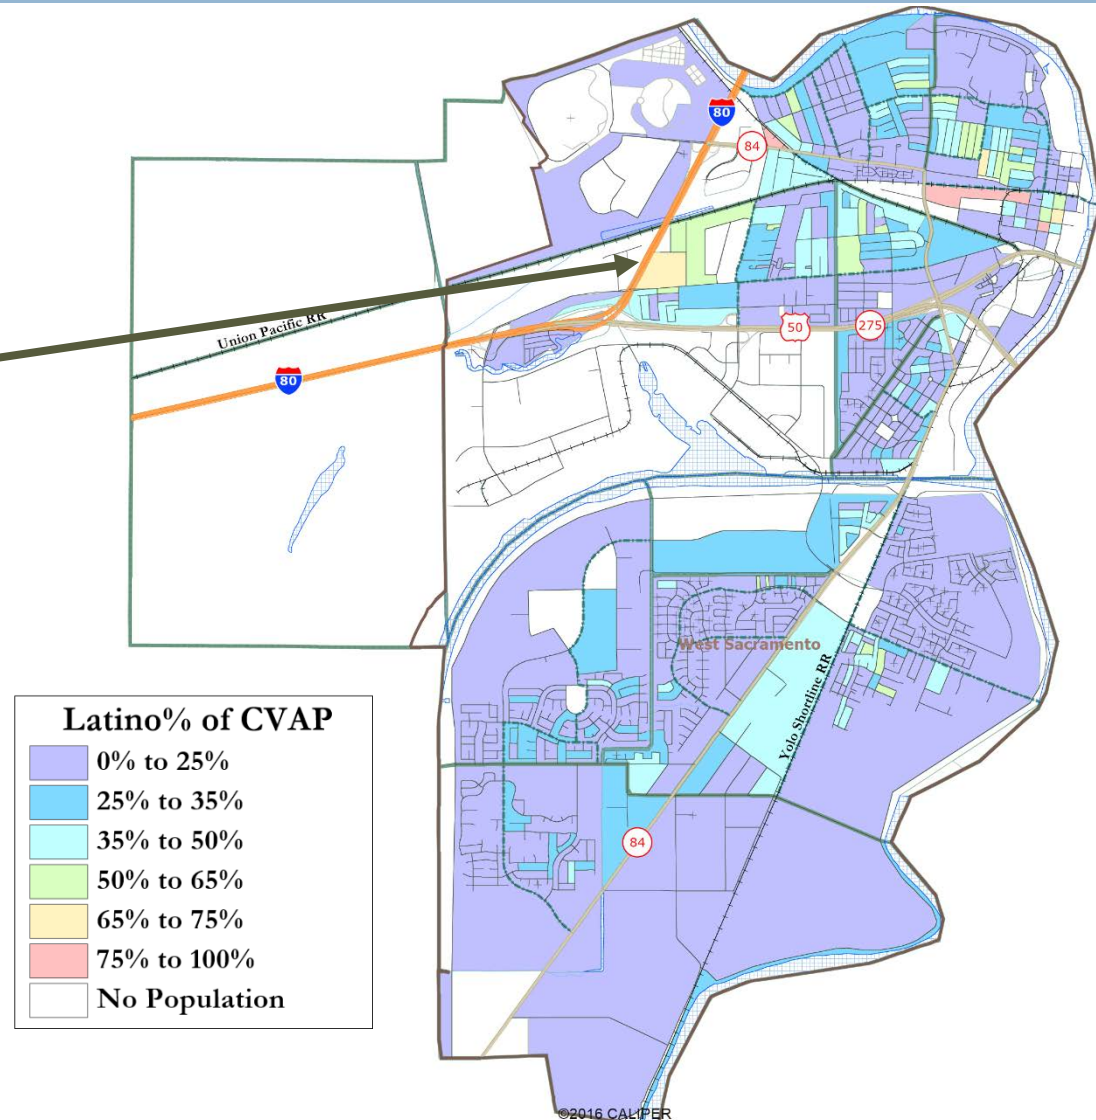 80
84
Union Pacific RR
50
275
80
West Sacramento
Yolo Shortline RR
84
Latino% of CVAP
0% to 25%
25% to 35%
35% to 50%
50% to 65%
65% to 75%
75% to 100%
No Population
©2016 CALIPER